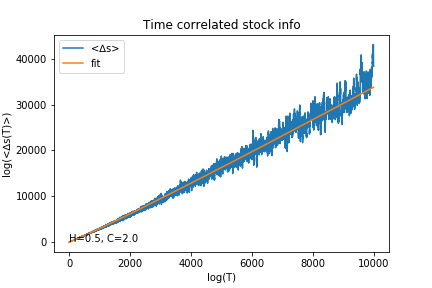 Time correlated stock info
<Δs>
fit
log(<Δs(T)>)
40000
30000
20000
10000
0
H=0.5, C=2.0
0
2000
4000
6000
8000
10000
log(T)